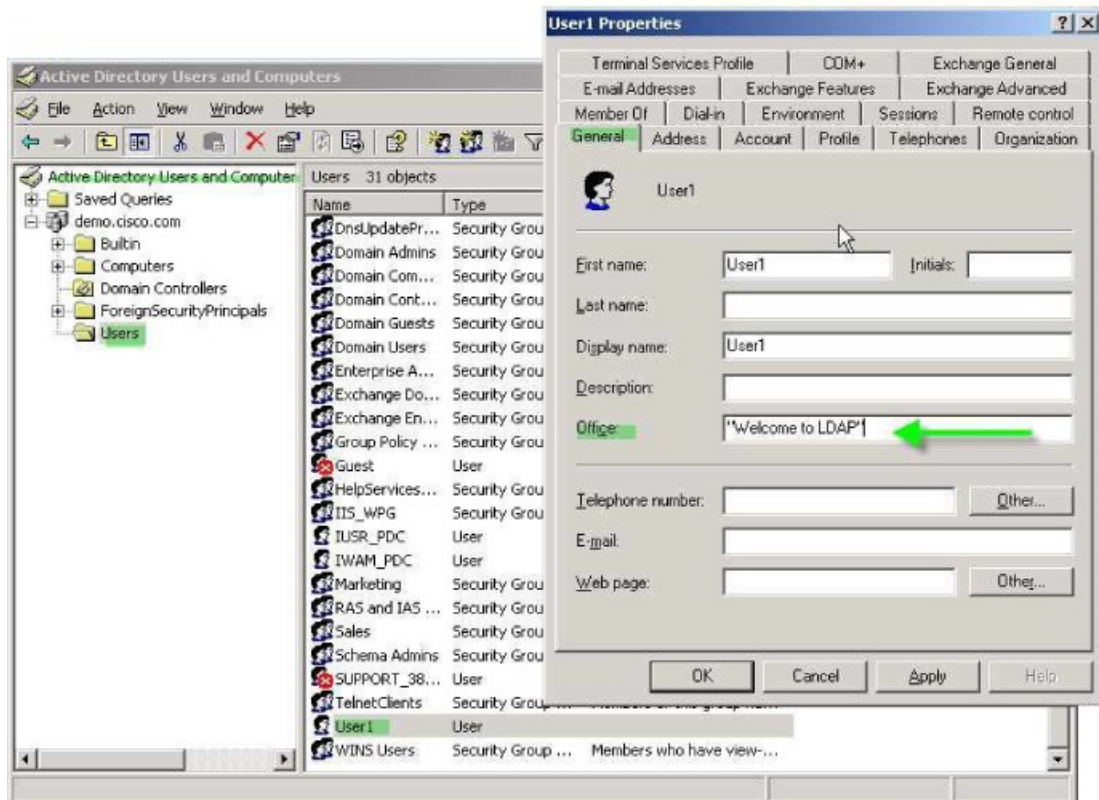 User1 Properties
Terminal Services Profile COM+ Exchange General
E-mail Addresses Exchange Features Exchange Advanced
Member Of Dial-in Environment Sessions Remote control
General Address Account Profile Telephones Organization
User1
First name: User1 Initials:
Last name:
Display name: User1
Description:
Office: "Welcome to LDAP"
Telephone number: Other...
E-mail:
Web page: Other...
OK Cancel Apply Help
Active Directory Users and Computers
File Action View Window Help
Active Directory Users and Computer
Saved Queries
demo.cisco.com
Builtin
Computers
Domain Controllers
ForeignSecurityPrincipals
Users
Users 31 objects
Name Type
DnsUpdatePr... Security Grou
Domain Admins Security Grou
Domain Com... Security Grou
Domain Cont... Security Grou
Domain Guests Security Grou
Domain Users Security Grou
Enterprise A... Security Grou
Exchange Do... Security Grou
Exchange En... Security Grou
Group Policy ... Security Grou
Guest User
HelpServices... Security Grou
IIS_WPG Security Grou
IUSR_PDC User
IWAM_PDC User
Marketing Security Grou
RAS and IAS ... Security Grou
Sales Security Grou
Schema Admins Security Grou
SUPPORT_38... User
TelnetClients Security Group ...
User1 User
WINS Users Security Group ... Members who have view-...